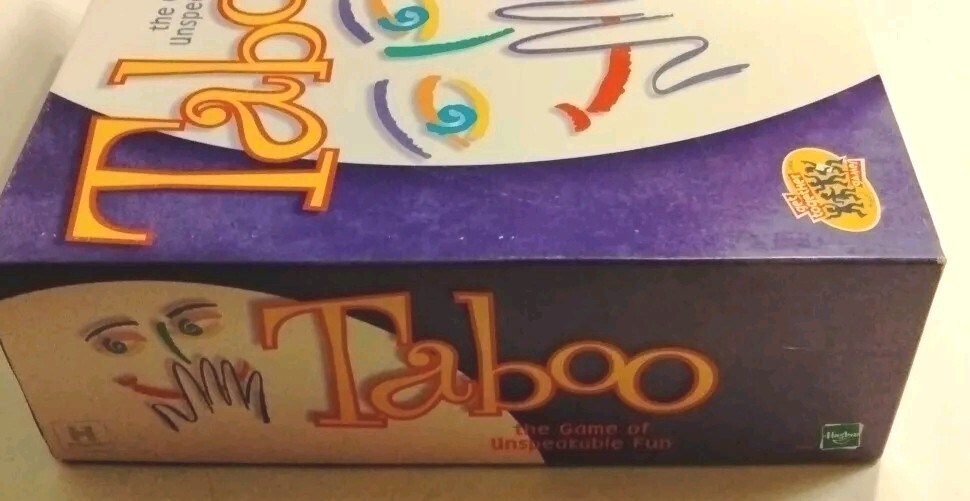 the
Unspe
Taboo
Taboo
the Game of
Unspeakable Fun
H
Hasbro